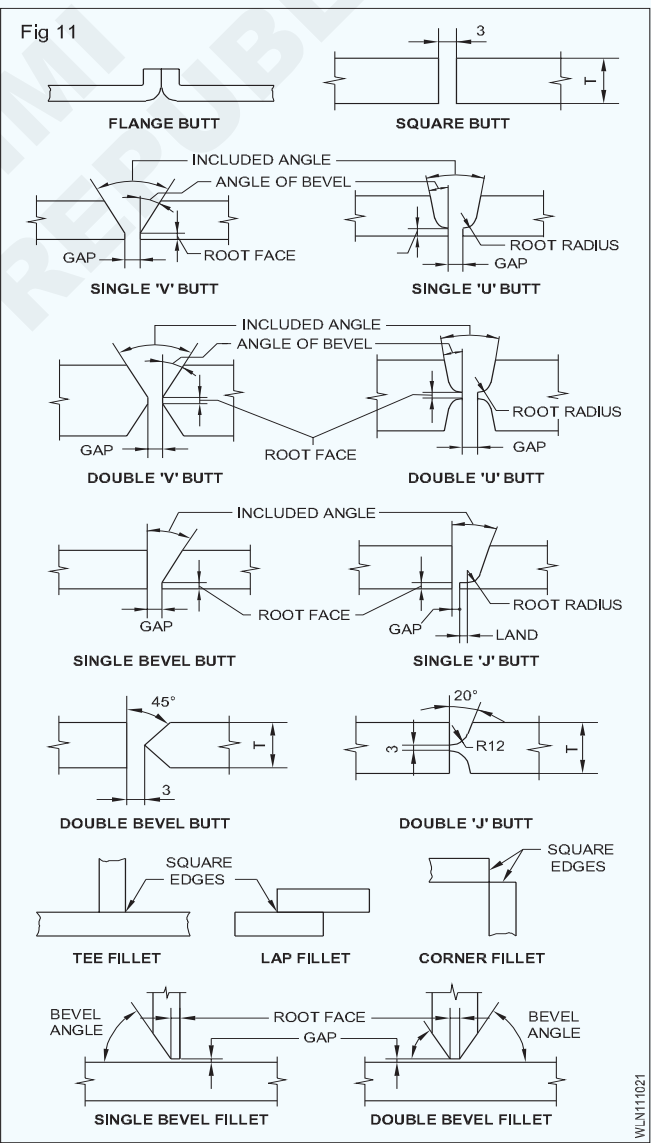 Fig 11
3
T
FLANGE BUTT
SQUARE BUTT
INCLUDED ANGLE
ANGLE OF BEVEL
ROOT FACE
ROOT RADIUS
GAP
GAP
SINGLE 'V' BUTT
SINGLE 'U' BUTT
INCLUDED ANGLE
ANGLE OF BEVEL
ROOT RADIUS
GAP
GAP
ROOT FACE
DOUBLE 'V' BUTT
DOUBLE 'U' BUTT
INCLUDED ANGLE
ROOT FACE
ROOT RADIUS
GAP
GAP
LAND
SINGLE BEVEL BUTT
SINGLE 'J' BUTT
45°
T
3
20°
3
R12
T
DOUBLE BEVEL BUTT
DOUBLE 'J' BUTT
SQUARE
EDGES
SQUARE
EDGES
TEE FILLET
LAP FILLET
CORNER FILLET
BEVEL
ANGLE
ROOT FACE
GAP
BEVEL
ANGLE
SINGLE BEVEL FILLET
DOUBLE BEVEL FILLET
WLN111021